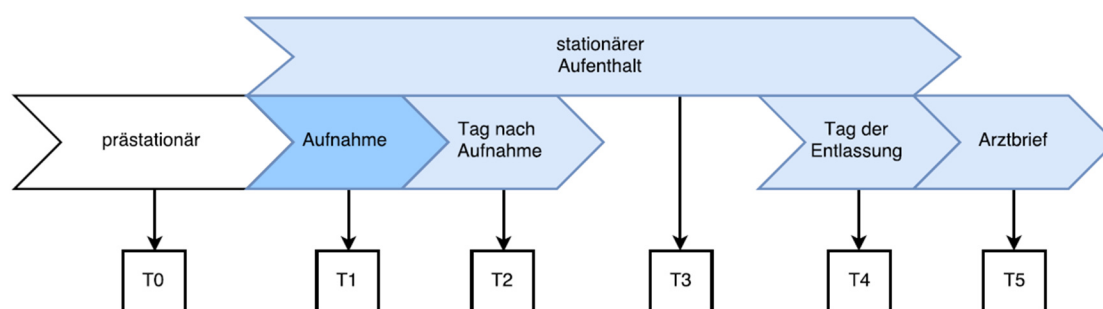 stationärer
Aufenthalt
prästationär
Aufnahme
Tag nach
Aufnahme
Tag der
Entlassung
Arztbrief
T0
T1
T2
T3
T4
T5